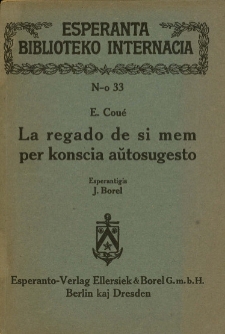 ESPERANTA
BIBLIOTEKO INTERNACIA
N-o 33
E. Coué
La regado de si mem
per konscia aŭtosugesto
Esperantigis
J. Borel
Esperanto-Verlag Ellersiek & Borel G.m.b.H.
Berlin kaj Dresden